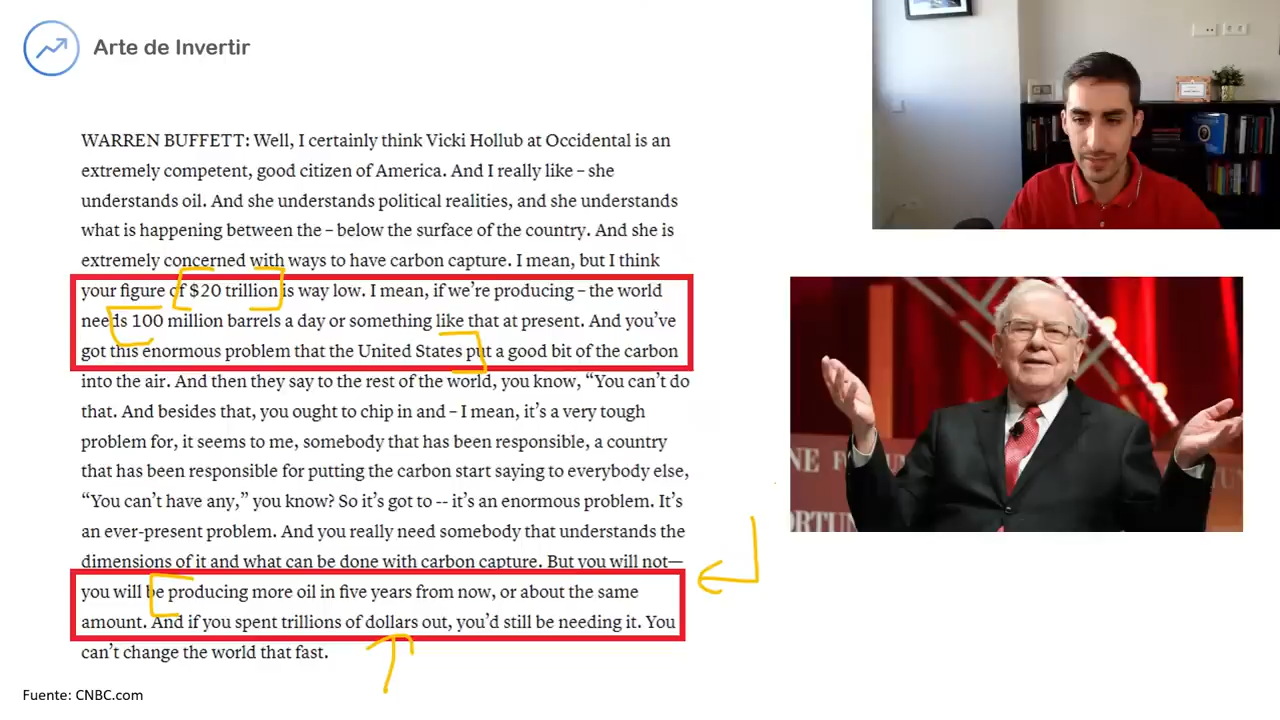 Arte de Invertir
WARREN BUFFETT: Well, I certainly think Vicki Hollub at Occidental is an
extremely competent, good citizen of America. And I really like – she
understands oil. And she understands political realities, and she understands
what is happening between the – below the surface of the country. And she is
extremely concerned with ways to have carbon capture. I mean, but I think
your figure of $20 trillion is way low. I mean, if we’re producing – the world
needs 100 million barrels a day or something like that at present. And you’ve
got this enormous problem that the United States put a good bit of the carbon
into the air. And then they say to the rest of the world, you know, “You can’t do
that. And besides that, you ought to chip in and – I mean, it’s a very tough
problem for, it seems to me, somebody that has been responsible, a country
that has been responsible for putting the carbon start saying to everybody else,
“You can’t have any,” you know? So it’s got to -- it’s an enormous problem. It’s
an ever-present problem. And you really need somebody that understands the
dimensions of it and what can be done with carbon capture. But you will not—
you will be producing more oil in five years from now, or about the same
amount. And if you spent trillions of dollars out, you’d still be needing it. You
can’t change the world that fast.
Fuente: CNBC.com